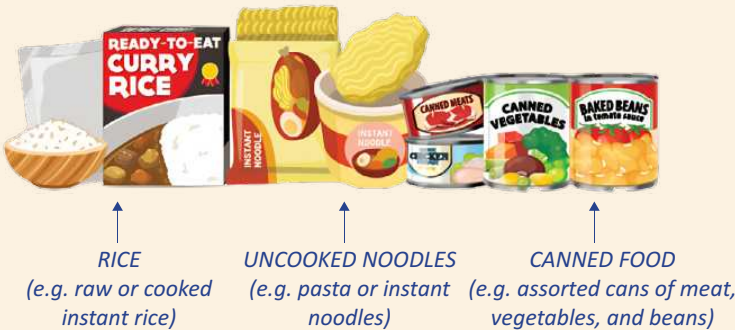 READY-TO-EAT
CURRY
RICE
INSTANT
NOODLE
INSTANT
NOODLE
CANNED MEATS
CHICKEN
CANNED
VEGETABLES
BAKED BEANS
in tomato sauce
RICE
(e.g. raw or cooked
instant rice)
UNCOOKED NOODLES
(e.g. pasta or instant
noodles)
CANNED FOOD
(e.g. assorted cans of meat,
vegetables, and beans)